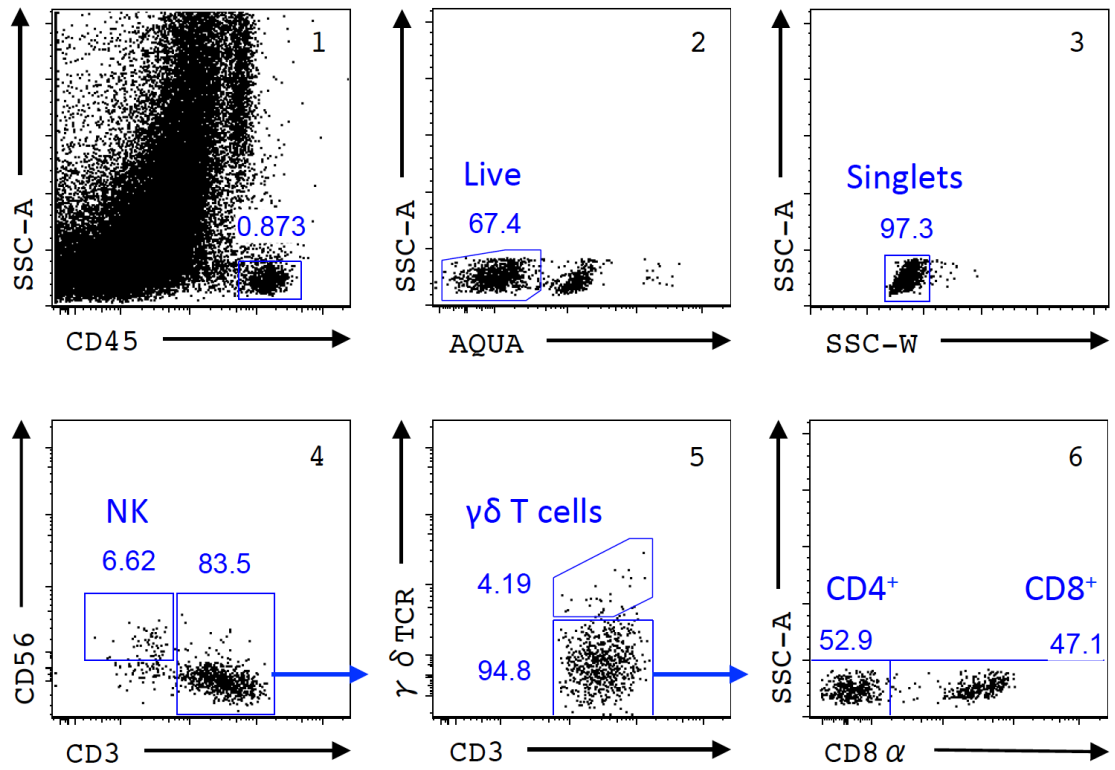 1
0.873
SSC-A
CD45
2
Live
67.4
SSC-A
AQUA
3
Singlets
97.3
SSC-A
SSC-W
4
NK
6.62 83.5
CD56
CD3
5
γδ T cells
4.19
94.8
γ δ TCR
CD3
6
CD4⁺ CD8⁺
52.9 47.1
SSC-A
CD8 α